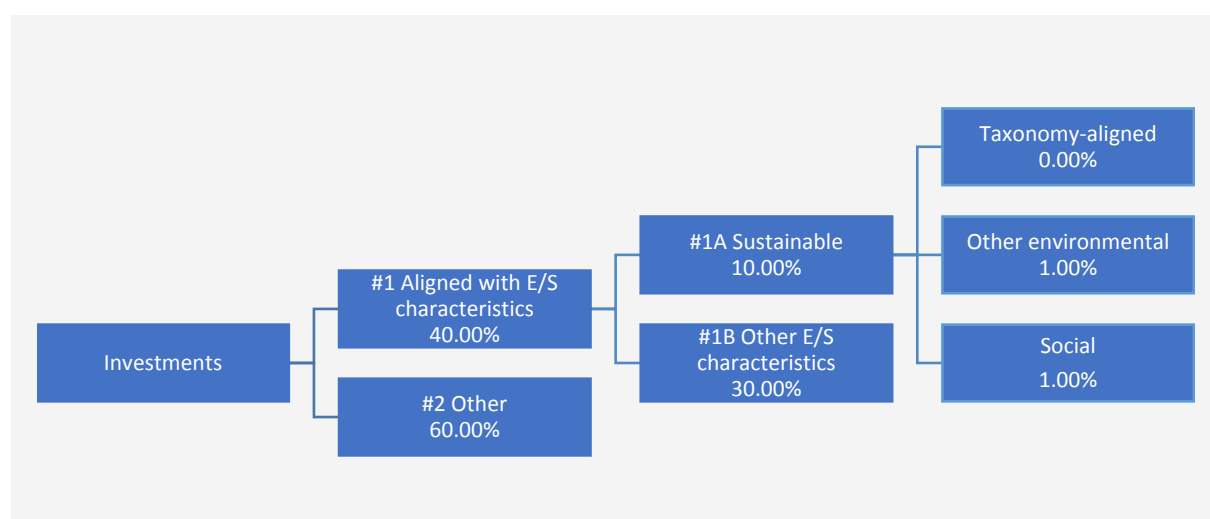 Investments
#1 Aligned with E/S
characteristics
40.00%
#2 Other
60.00%
#1A Sustainable
10.00%
#1B Other E/S
characteristics
30.00%
Taxonomy-aligned
0.00%
Other environmental
1.00%
Social
1.00%